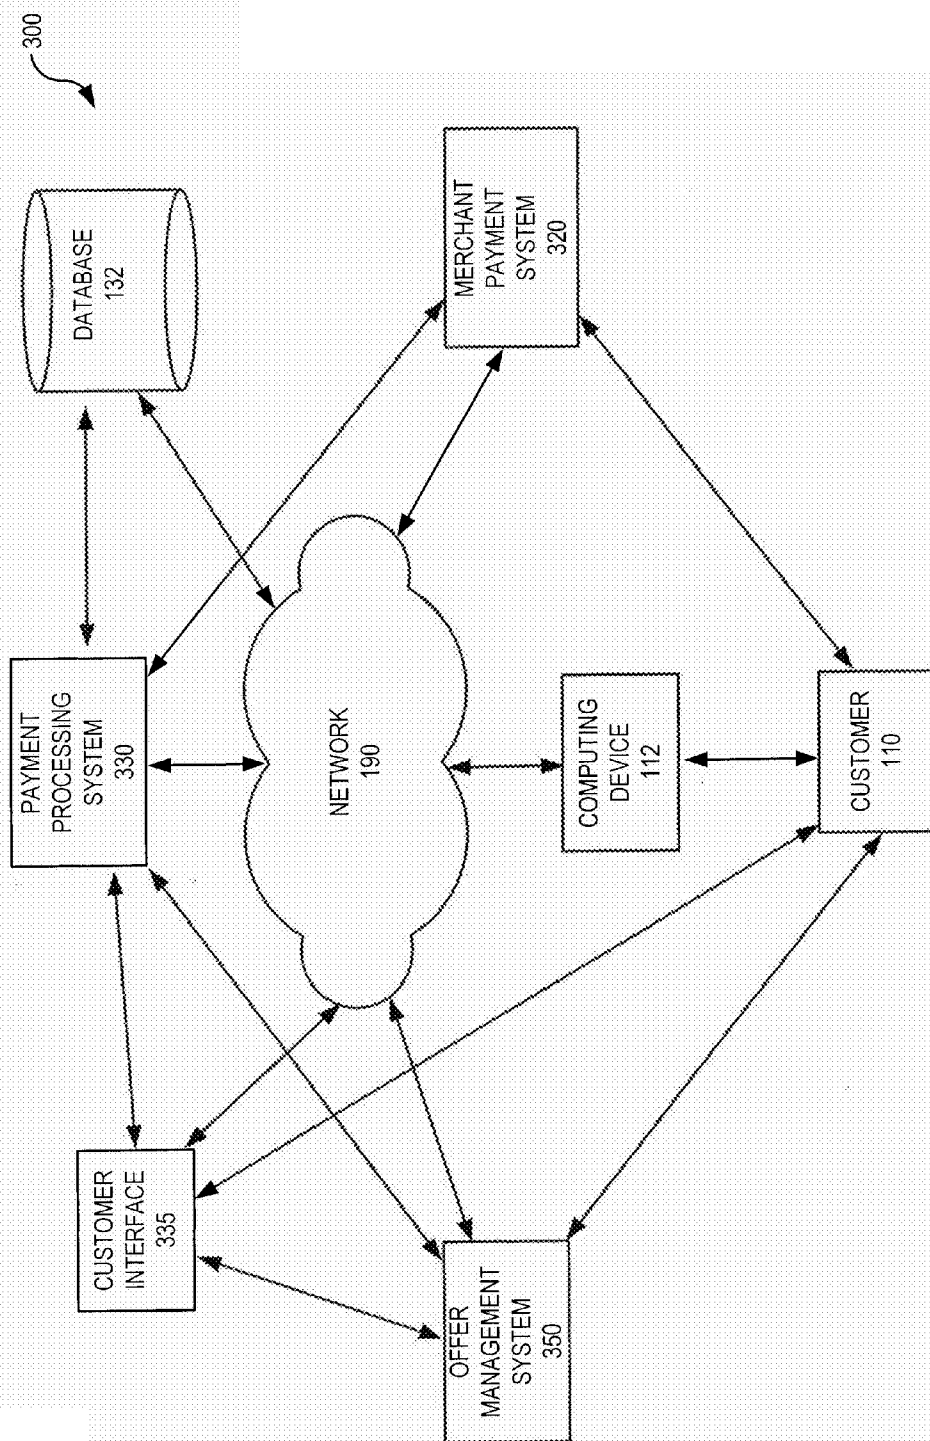 300
CUSTOMER
INTERFACE
335
PAYMENT
PROCESSING
SYSTEM
330
DATABASE
132
NETWORK
190
OFFER
MANAGEMENT
SYSTEM
350
MERCHANT
PAYMENT
SYSTEM
320
COMPUTING
DEVICE
112
CUSTOMER
110